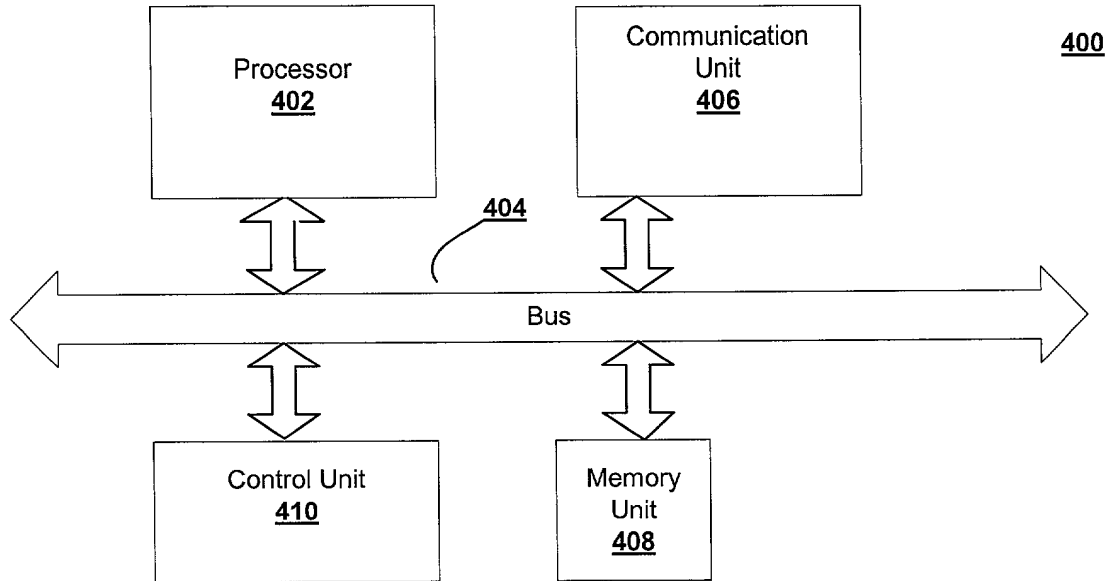 Processor
402
Communication
Unit
406
400
404
Bus
Control Unit
410
Memory
Unit
408